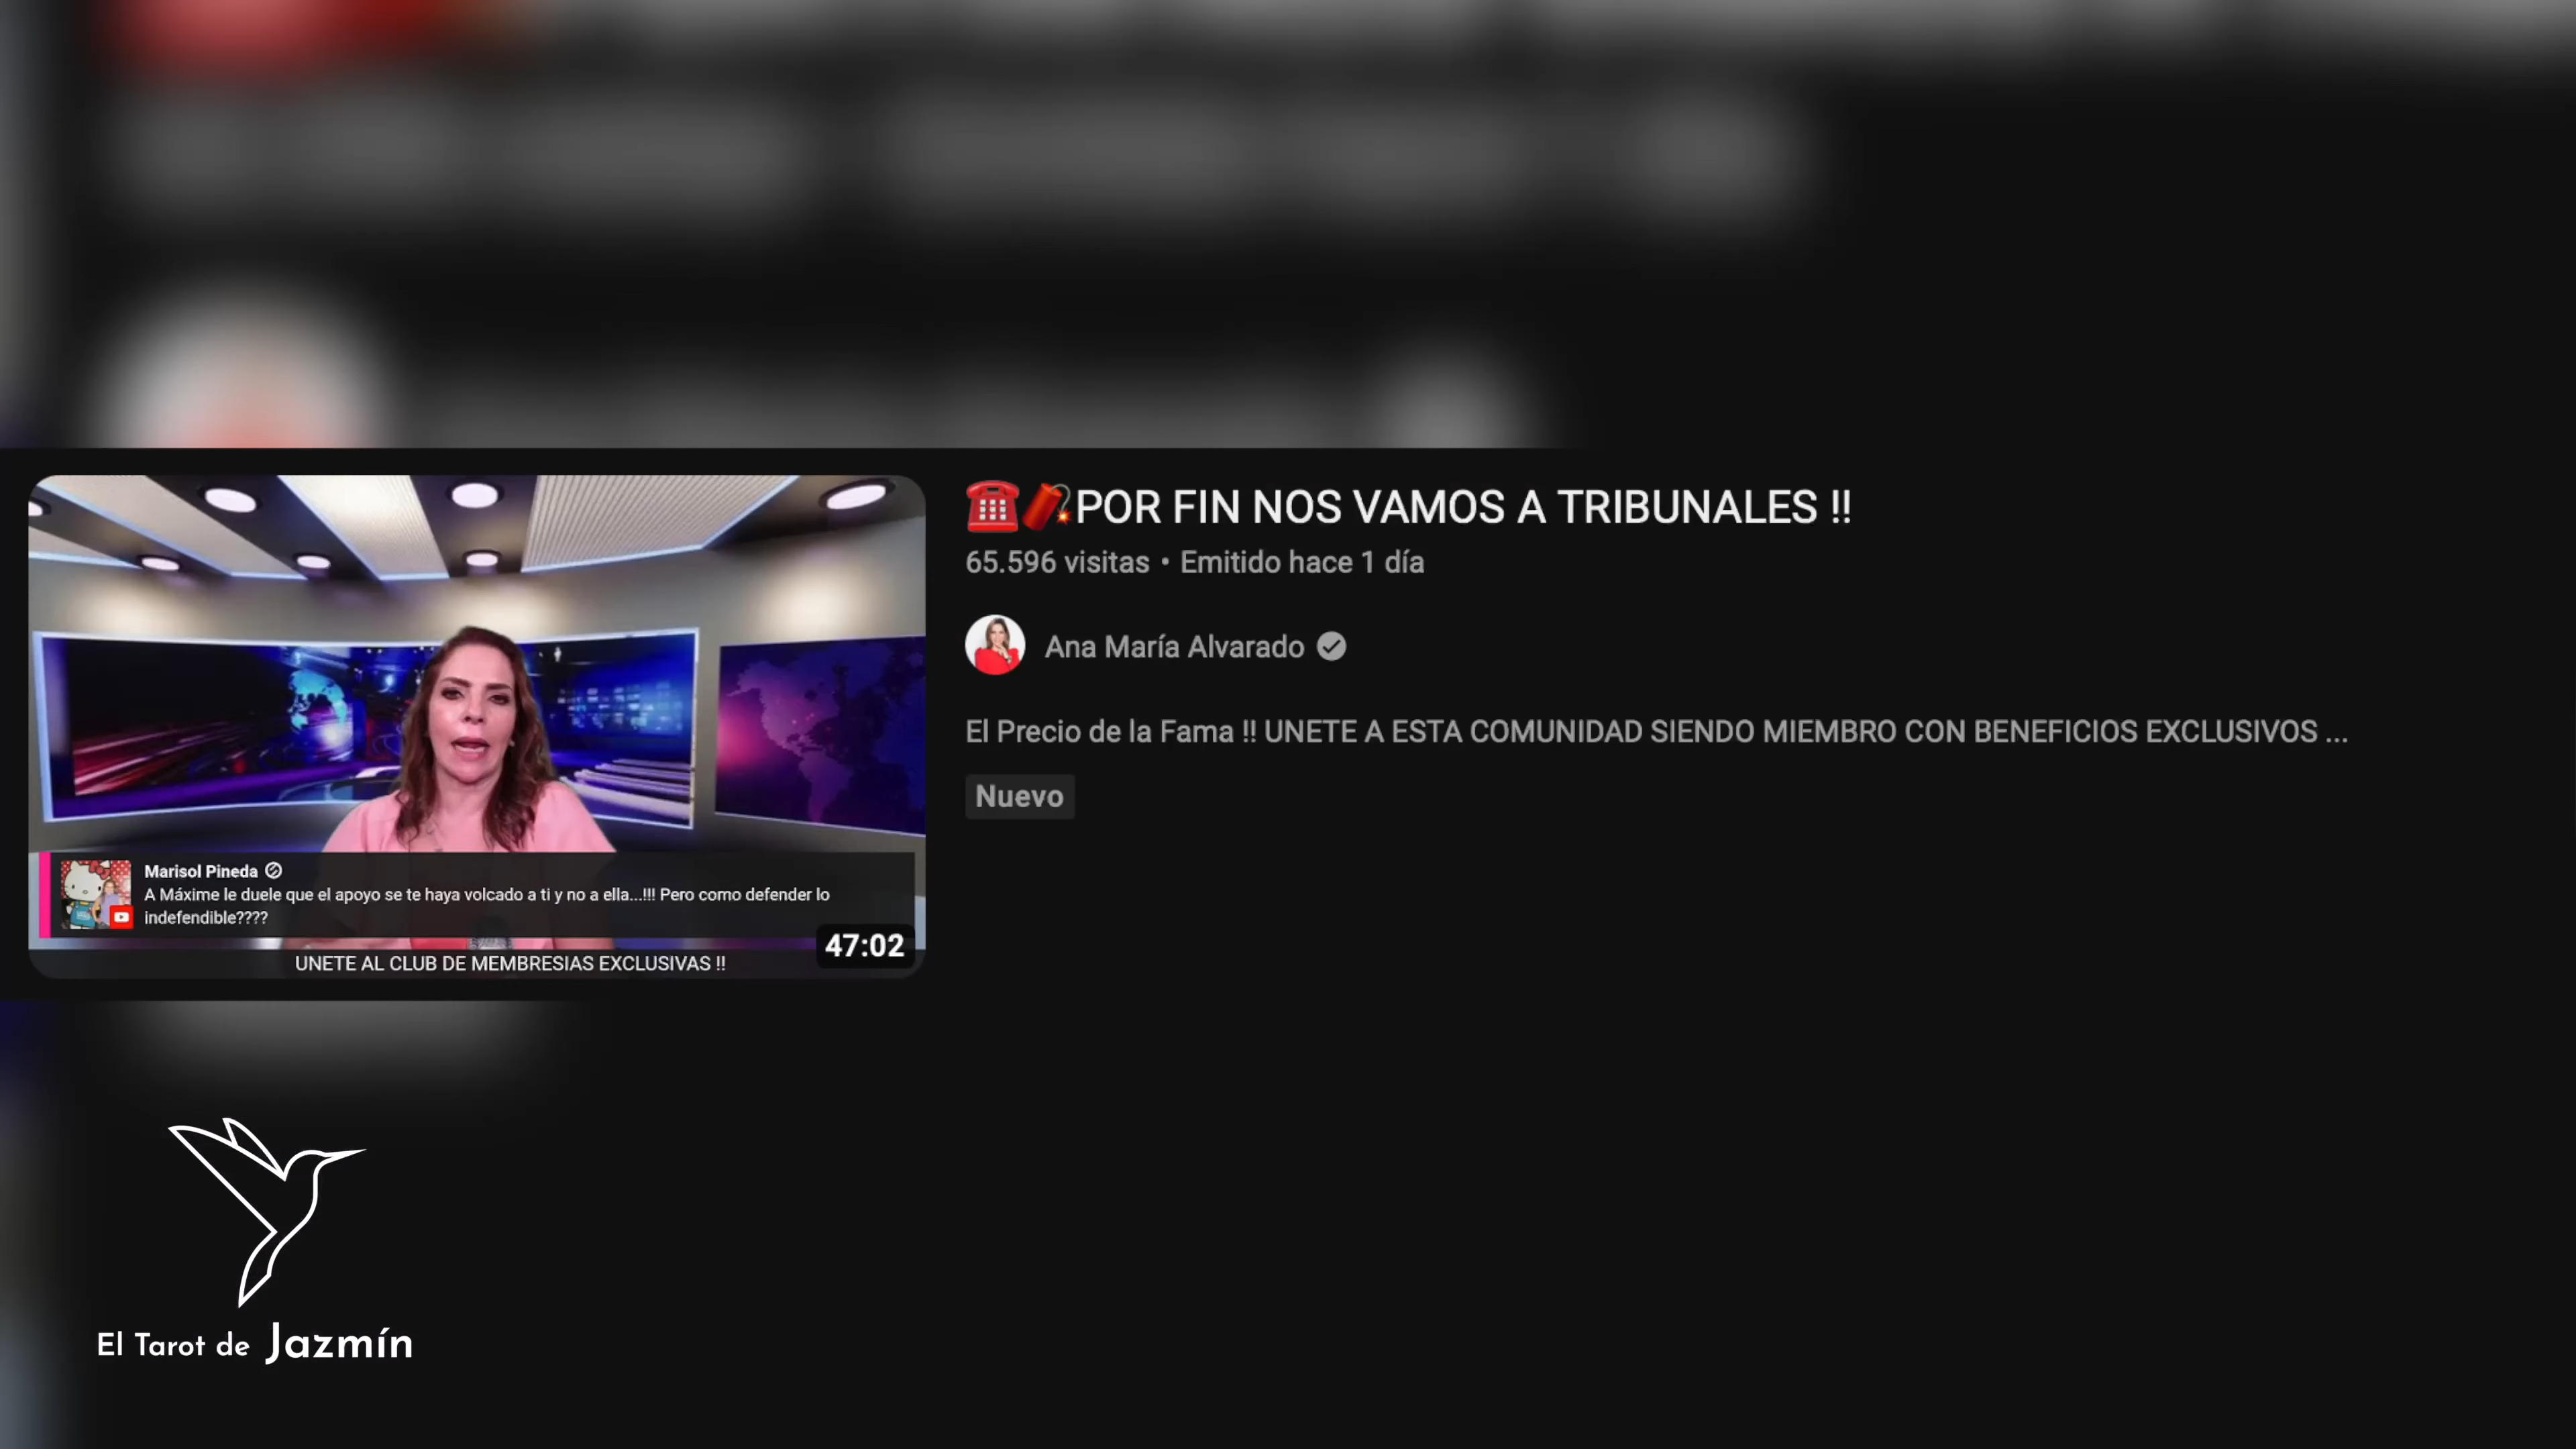 ☎️🧨POR FIN NOS VAMOS A TRIBUNALES !!
65.596 visitas • Emitido hace 1 día
Ana María Alvarado
El Precio de la Fama !! UNETE A ESTA COMUNIDAD SIENDO MIEMBRO CON BENEFICIOS EXCLUSIVOS ...
Nuevo
Marisol Pineda
A Máxime le duele que el apoyo se te haya volcado a ti y no a ella...!!! Pero como defender lo
indefendible????
47:02
UNETE AL CLUB DE MEMBRESIAS EXCLUSIVAS !!
El Tarot de Jazmín